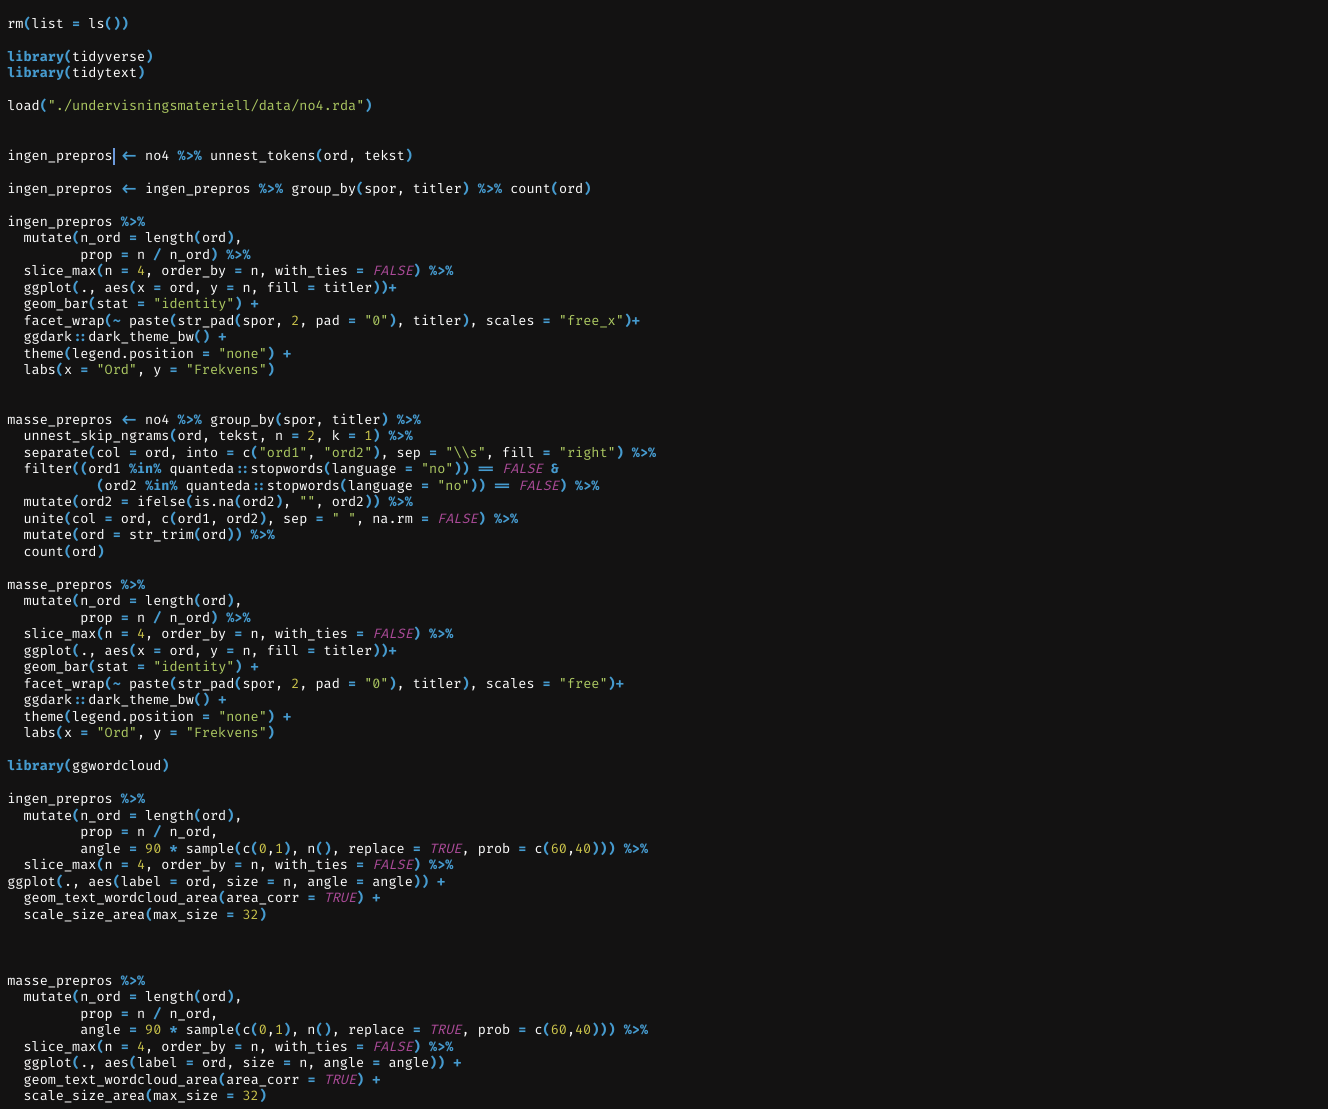 rm(list = ls())
library(tidyverse)
library(tidytext)
load("./undervisningsmateriell/data/no4.rda")
ingen_prepros <- no4 %>% unnest_tokens(ord, tekst)
ingen_prepros <- ingen_prepros %>% group_by(spor, titler) %>% count(ord)
ingen_prepros %>%
  mutate(n_ord = length(ord),
         prop = n / n_ord) %>%
  slice_max(n = 4, order_by = n, with_ties = FALSE) %>%
  ggplot(., aes(x = ord, y = n, fill = titler))+
  geom_bar(stat = "identity") +
  facet_wrap(~ paste(str_pad(spor, 2, pad = "0"), titler), scales = "free_x")+
  ggdark::dark_theme_bw() +
  theme(legend.position = "none") +
  labs(x = "Ord", y = "Frekvens")
masse_prepros <- no4 %>% group_by(spor, titler) %>%
  unnest_skip_ngrams(ord, tekst, n = 2, k = 1) %>%
  separate(col = ord, into = c("ord1", "ord2"), sep = "\\s", fill = "right") %>%
  filter((ord1 %in% quanteda::stopwords(language = "no")) == FALSE &
           (ord2 %in% quanteda::stopwords(language = "no")) == FALSE) %>%
  mutate(ord2 = ifelse(is.na(ord2), "", ord2)) %>%
  unite(col = ord, c(ord1, ord2), sep = " ", na.rm = FALSE) %>%
  mutate(ord = str_trim(ord)) %>%
  count(ord)
masse_prepros %>%
  mutate(n_ord = length(ord),
         prop = n / n_ord) %>%
  slice_max(n = 4, order_by = n, with_ties = FALSE) %>%
  ggplot(., aes(x = ord, y = n, fill = titler))+
  geom_bar(stat = "identity") +
  facet_wrap(~ paste(str_pad(spor, 2, pad = "0"), titler), scales = "free")+
  ggdark::dark_theme_bw() +
  theme(legend.position = "none") +
  labs(x = "Ord", y = "Frekvens")
library(ggwordcloud)
ingen_prepros %>%
  mutate(n_ord = length(ord),
         prop = n / n_ord,
         angle = 90 * sample(c(0,1), n(), replace = TRUE, prob = c(60,40))) %>%
  slice_max(n = 4, order_by = n, with_ties = FALSE) %>%
ggplot(., aes(label = ord, size = n, angle = angle)) +
  geom_text_wordcloud_area(area_corr = TRUE) +
  scale_size_area(max_size = 32)
masse_prepros %>%
  mutate(n_ord = length(ord),
         prop = n / n_ord,
         angle = 90 * sample(c(0,1), n(), replace = TRUE, prob = c(60,40))) %>%
  slice_max(n = 4, order_by = n, with_ties = FALSE) %>%
  ggplot(., aes(label = ord, size = n, angle = angle)) +
  geom_text_wordcloud_area(area_corr = TRUE) +
  scale_size_area(max_size = 32)